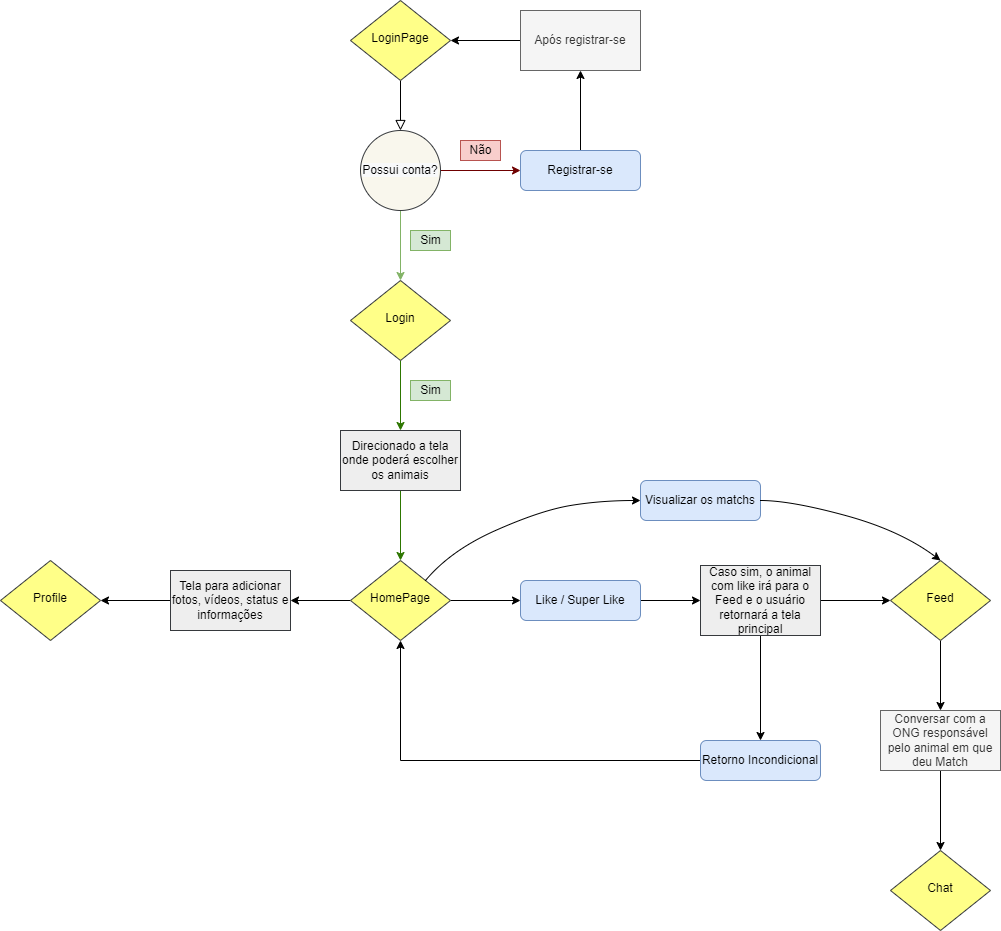 LoginPage
Após registrar-se
Não
Possui conta?
Registrar-se
Sim
Login
Sim
Direcionado a tela
onde poderá escolher
os animais
Visualizar os matchs
Profile
Tela para adicionar
fotos, vídeos, status e
informações
HomePage
Like / Super Like
Caso sim, o animal
com like irá para o
Feed e o usuário
retornará a tela
principal
Feed
Conversar com a
ONG responsável
pelo animal em que
deu Match
Retorno Incondicional
Chat